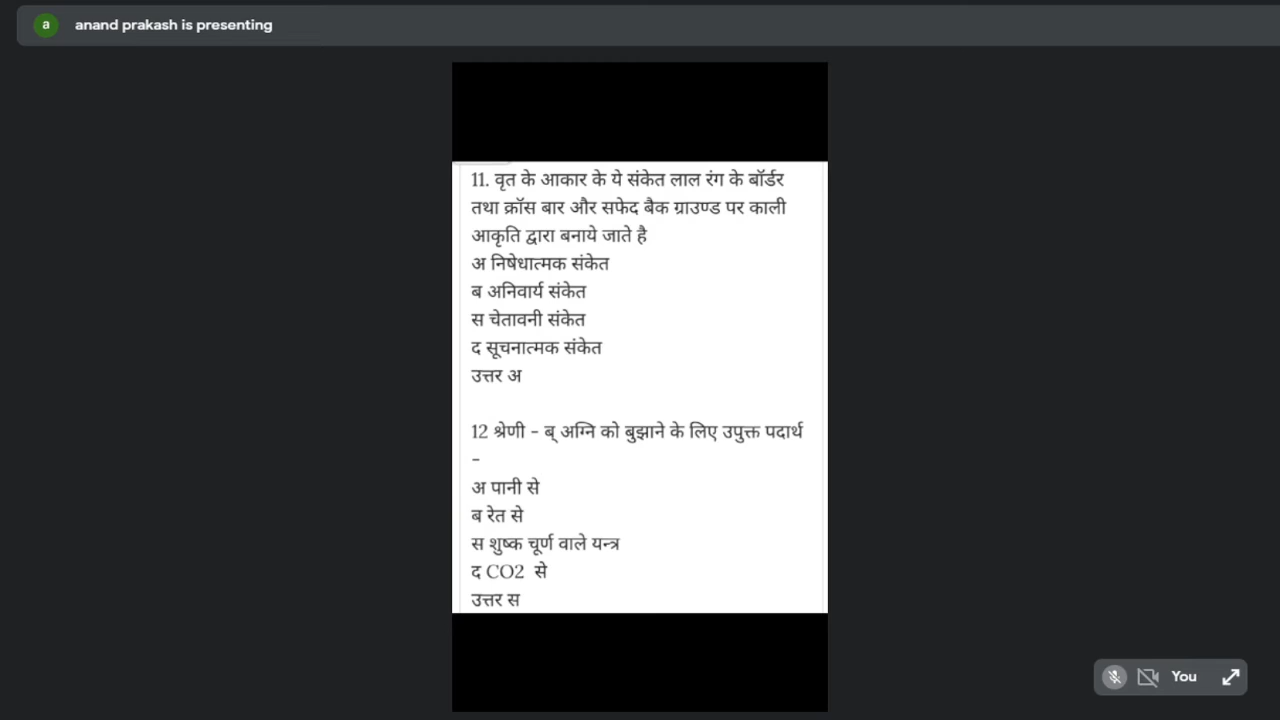 a
anand prakash is presenting
11. वृत के आकार के ये संकेत लाल रंग के बॉर्डर
तथा क्रॉस बार और सफेद बैक ग्राउण्ड पर काली
आकृति द्वारा बनाये जाते है
अ निषेधात्मक संकेत
ब अनिवार्य संकेत
स चेतावनी संकेत
द सूचनात्मक संकेत
उत्तर अ
12 श्रेणी - ब् अग्नि को बुझाने के लिए उपुक्त पदार्थ
-
अ पानी से
ब रेत से
स शुष्क चूर्ण वाले यन्त्र
द CO2 से
उत्तर स
You